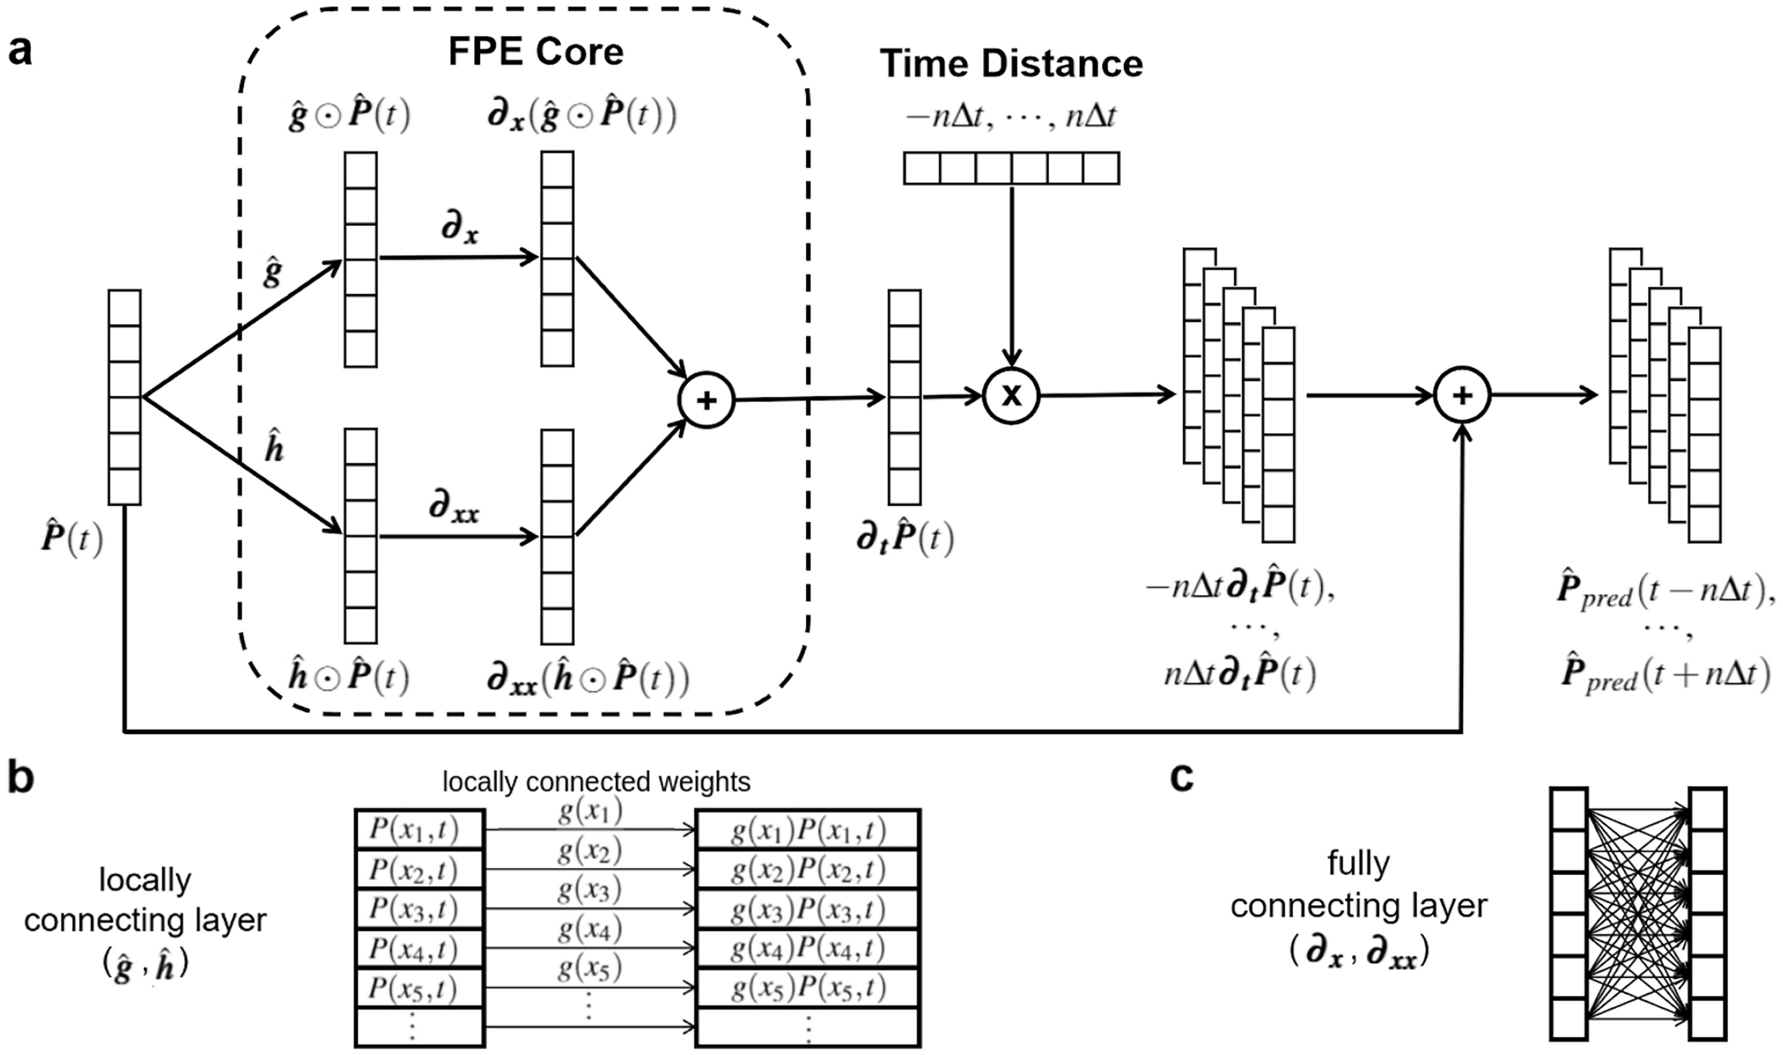 a
FPE Core
Time Distance
ĝ ⊙ P̂(t)
∂x(ĝ ⊙ P̂(t))
−nΔt, ⋯, nΔt
∂x
ĝ
+
x
+
ĥ
∂xx
P̂(t)
∂tP̂(t)
−nΔt∂tP̂(t),
⋯,
nΔt∂tP̂(t)
P̂pred(t − nΔt),
⋯,
P̂pred(t + nΔt)
ĥ ⊙ P̂(t)
∂xx(ĥ ⊙ P̂(t))
b
locally connected weights
locally
connecting layer
(ĝ, ĥ)
P(x₁,t) g(x₁) g(x₁)P(x₁,t)
P(x₂,t) g(x₂) g(x₂)P(x₂,t)
P(x₃,t) g(x₃) g(x₃)P(x₃,t)
P(x₄,t) g(x₄) g(x₄)P(x₄,t)
P(x₅,t) g(x₅) g(x₅)P(x₅,t)
⋮ ⋮ ⋮
c
fully
connecting layer
(∂x, ∂xx)